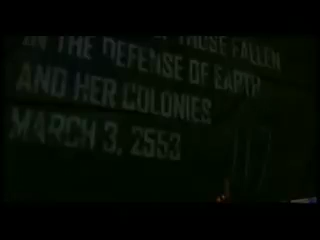 THOSE FALLEN
IN THE DEFENSE OF EARTH
AND HER COLONIES
MARCH 3, 2553